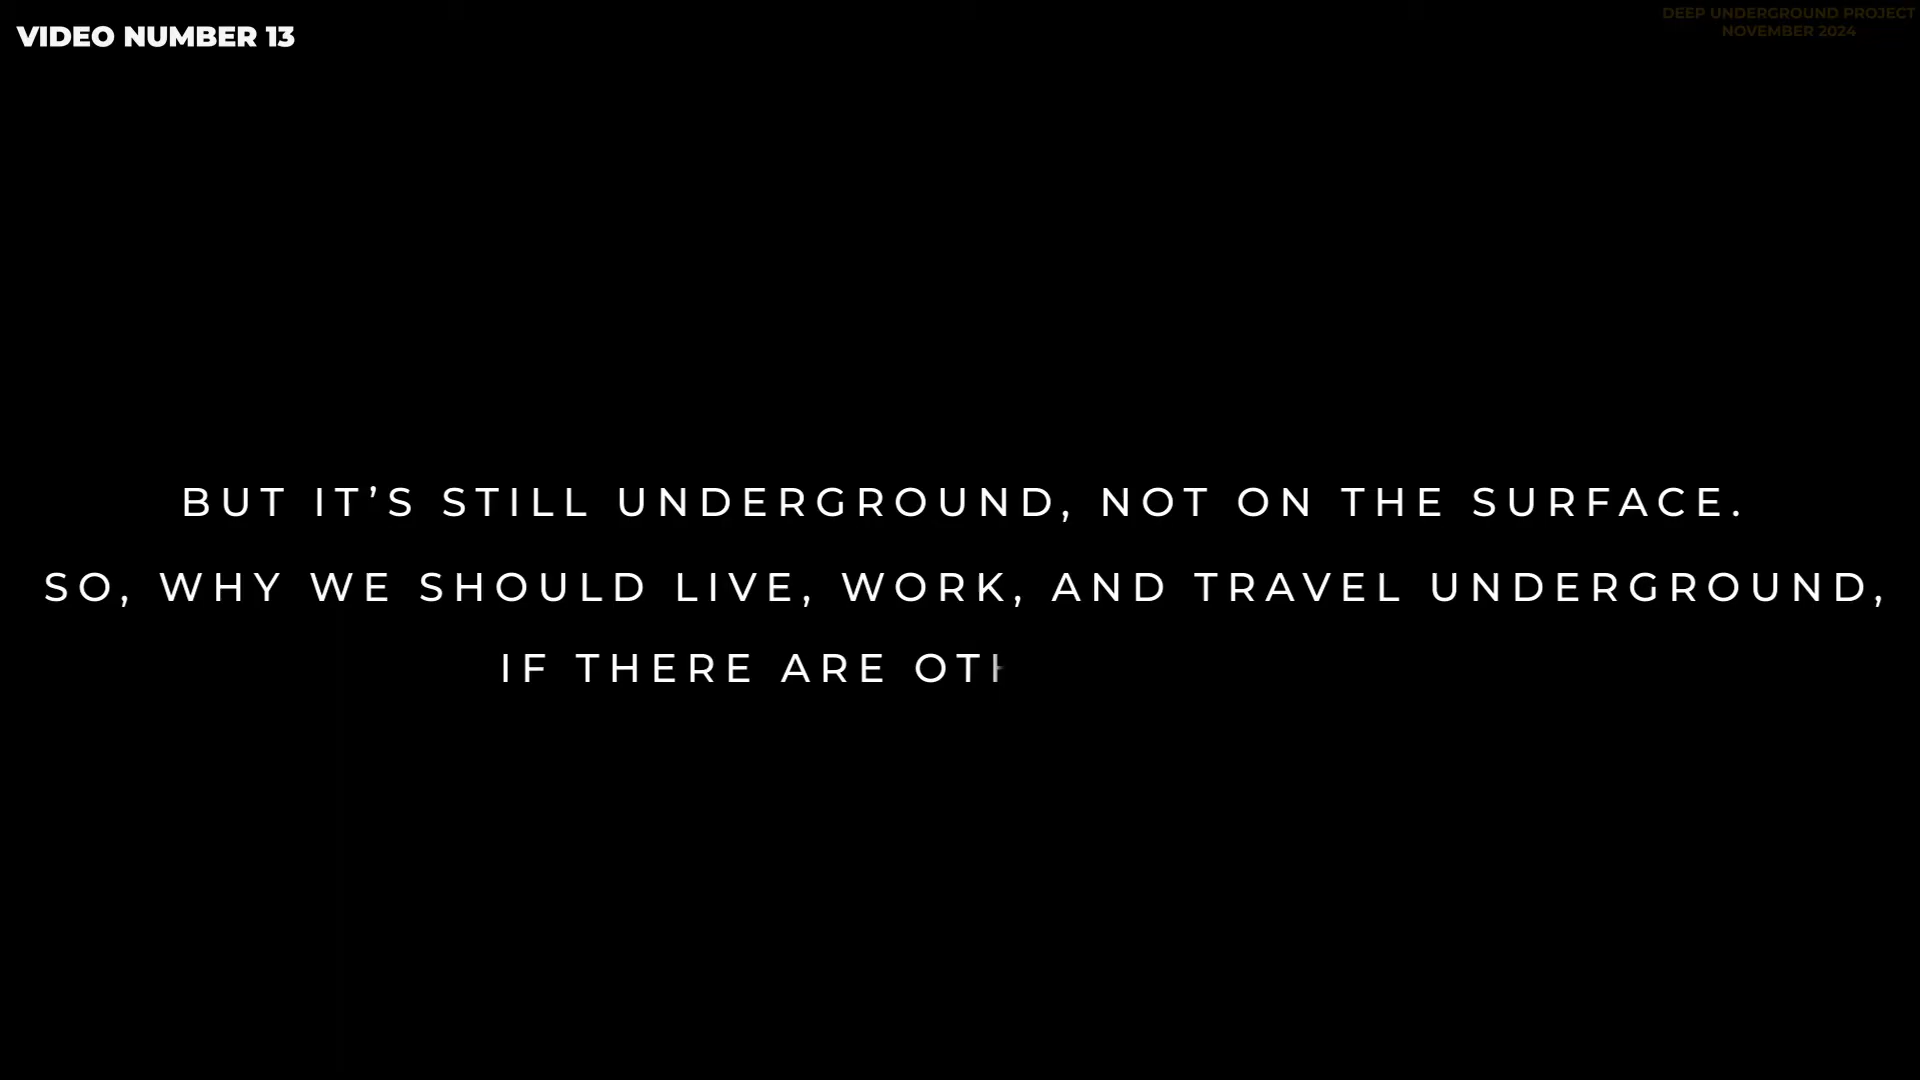 VIDEO NUMBER 13
DEEP UNDERGROUND PROJECT
NOVEMBER 2024
BUT IT’S STILL UNDERGROUND, NOT ON THE SURFACE.
SO, WHY WE SHOULD LIVE, WORK, AND TRAVEL UNDERGROUND,
IF THERE ARE